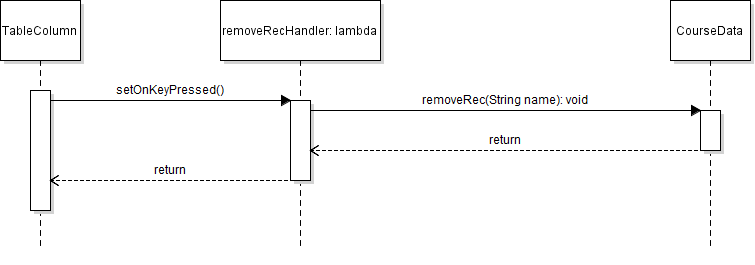 TableColumn
removeRecHandler: lambda
CourseData
setOnKeyPressed()
removeRec(String name): void
return
return